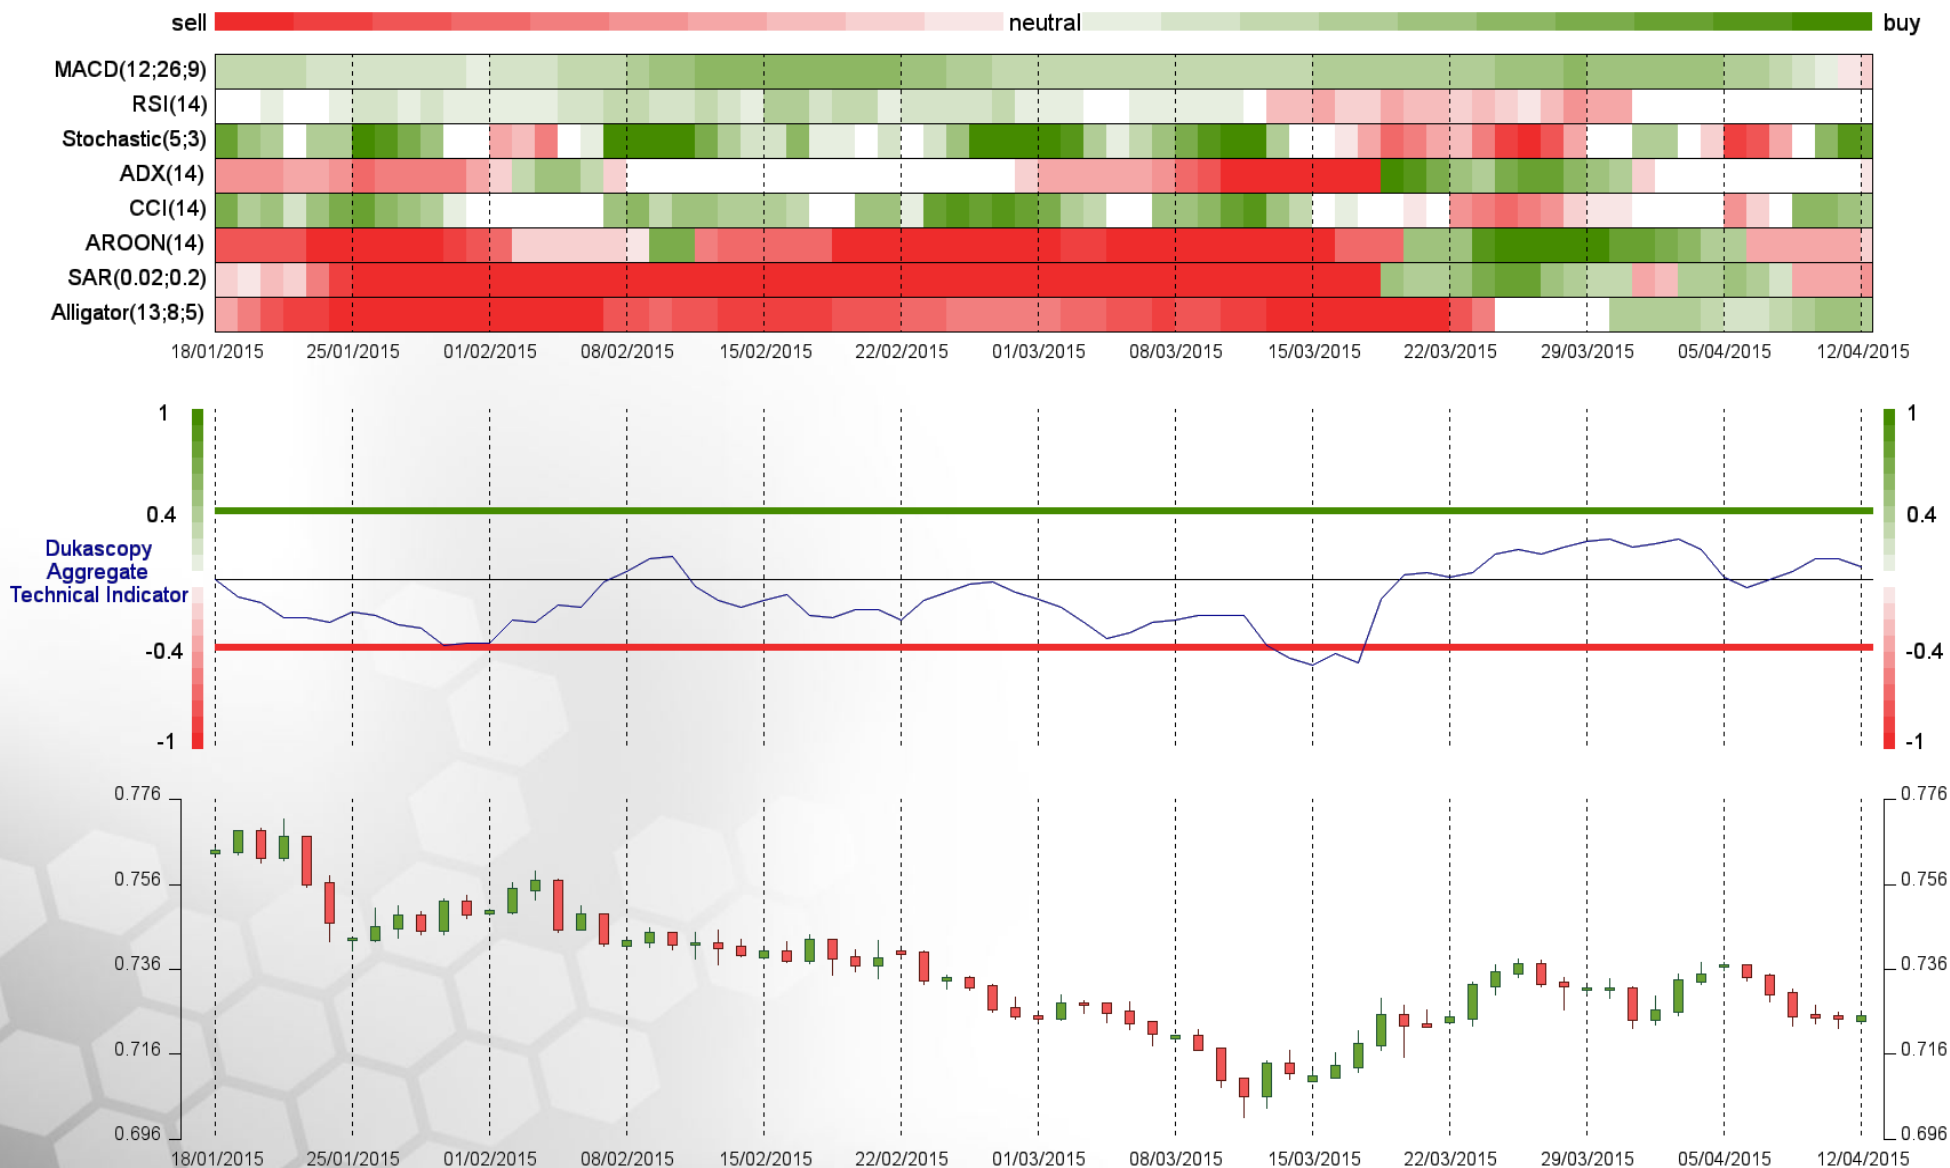 sell neutral buy
MACD(12;26;9)
RSI(14)
Stochastic(5;3)
ADX(14)
CCI(14)
AROON(14)
SAR(0.02;0.2)
Alligator(13;8;5)
18/01/2015 25/01/2015 01/02/2015 08/02/2015 15/02/2015 22/02/2015 01/03/2015 08/03/2015 15/03/2015 22/03/2015 29/03/2015 05/04/2015 12/04/2015
1 1
0.4 0.4
Dukascopy
Aggregate
Technical Indicator
-0.4 -0.4
-1 -1
0.776 0.776
0.756 0.756
0.736 0.736
0.716 0.716
0.696 0.696
18/01/2015 25/01/2015 01/02/2015 08/02/2015 15/02/2015 22/02/2015 01/03/2015 08/03/2015 15/03/2015 22/03/2015 29/03/2015 05/04/2015 12/04/2015